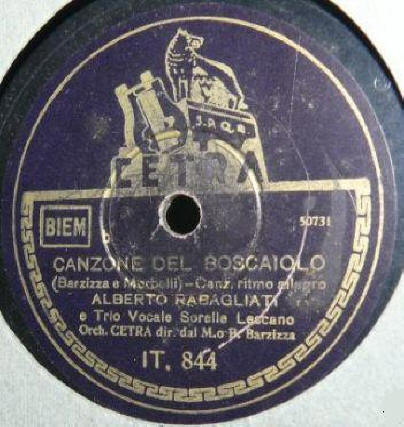 S.P.Q.R
CETRA
BIEM
50731
CANZONE DEL BOSCAIOLO
(Barzizza e Morbelli) - Canz. ritmo allegro
ALBERTO RABAGLIATI
e Trio Vocale Sorelle Lescano
Orch. CETRA dir. dal M.o P. Barzizza
IT. 844